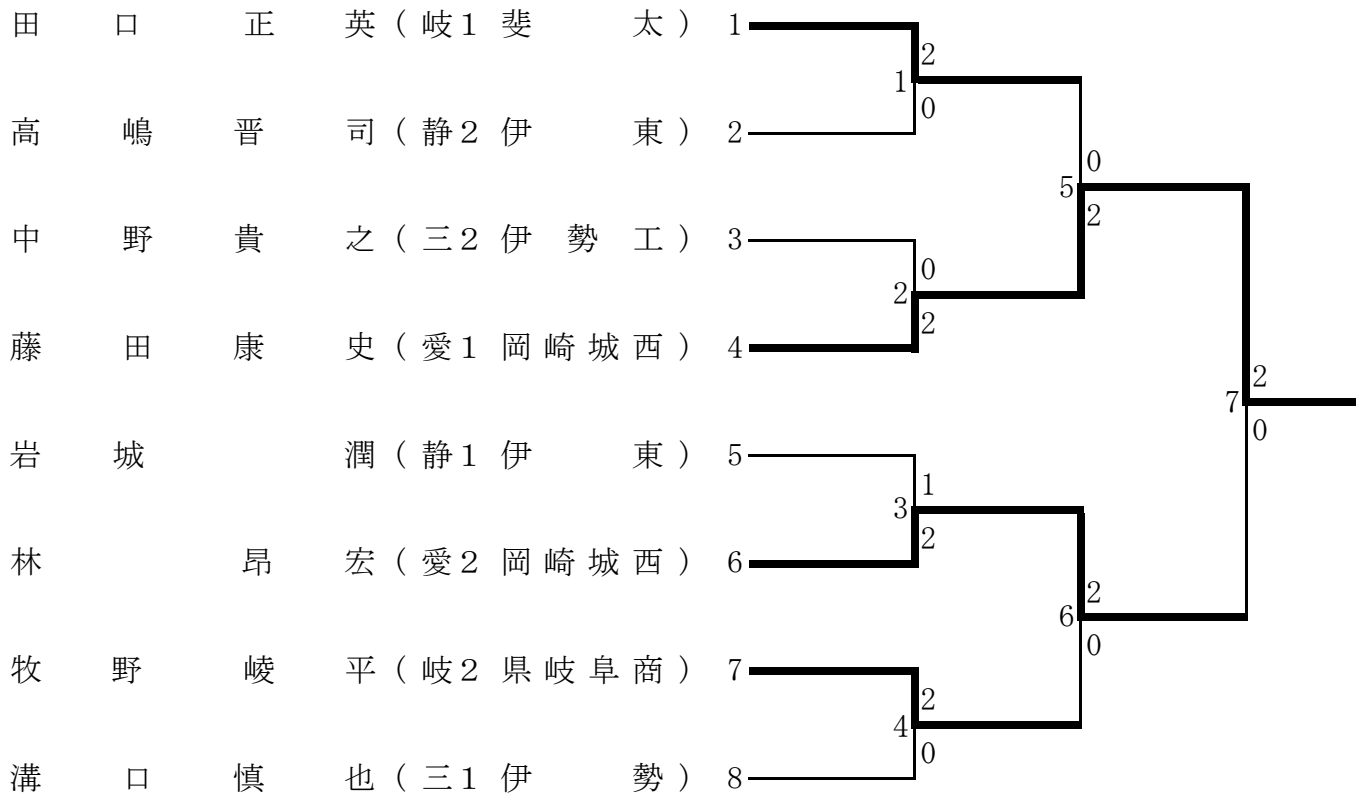 田口正英(岐1斐太) 1
2
1
0
高嶋晋司(静2伊東) 2
0
5
2
中野貴之(三2伊勢工) 3
0
2
2
藤田康史(愛1岡崎城西) 4
2
7
0
岩城潤(静1伊東) 5
1
3
2
林昂宏(愛2岡崎城西) 6
2
6
0
牧野崚平(岐2県岐阜商) 7
2
4
0
溝口慎也(三1伊勢) 8